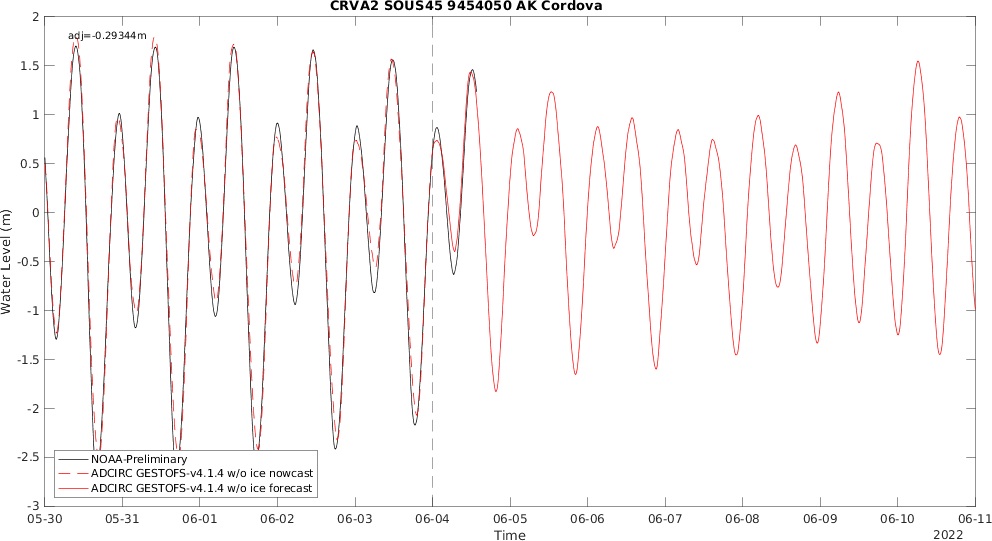 CRVA2 SOUS45 9454050 AK Cordova
adj=-0.29344m
2
1.5
1
0.5
0
-0.5
-1
-1.5
-2
-2.5
-3
Water Level (m)
NOAA-Preliminary
ADCIRC GESTOFS-v4.1.4 w/o ice nowcast
ADCIRC GESTOFS-v4.1.4 w/o ice forecast
05-30 05-31 06-01 06-02 06-03 06-04 06-05 06-06 06-07 06-08 06-09 06-10 06-11
Time
2022